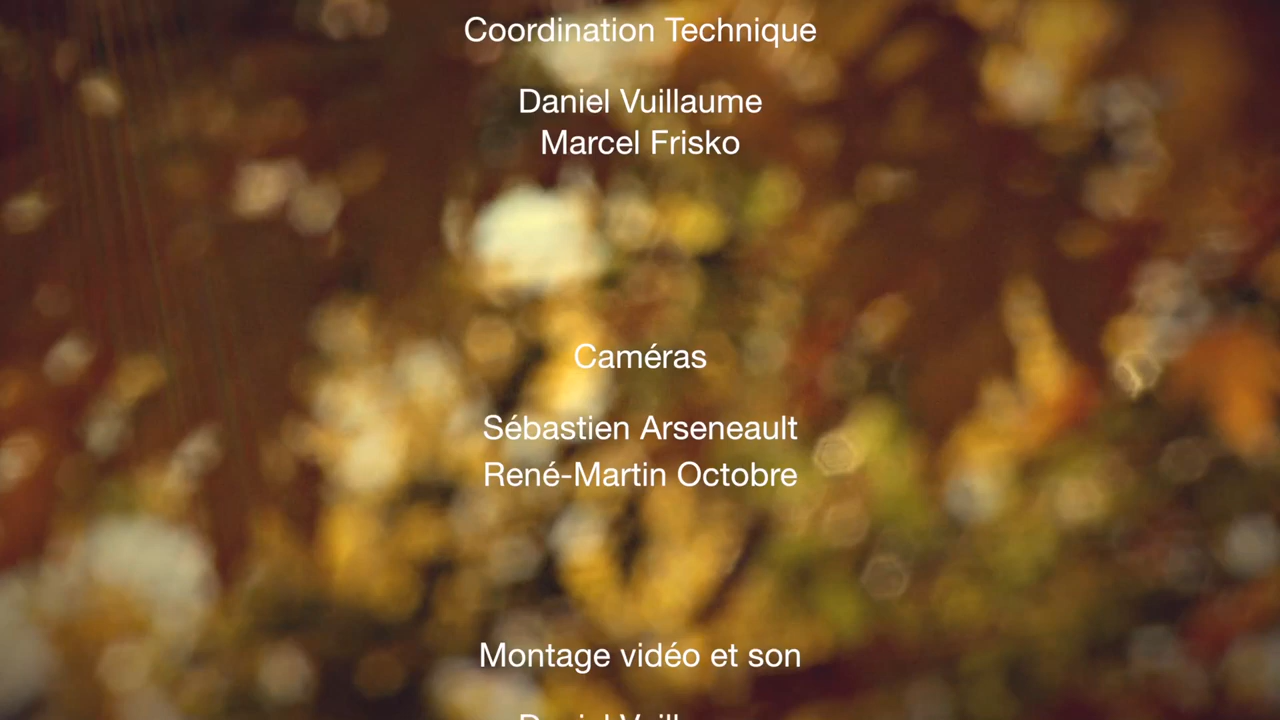 Coordination Technique
Daniel Vuillaume
Marcel Frisko
Caméras
Sébastien Arseneault
René-Martin Octobre
Montage vidéo et son